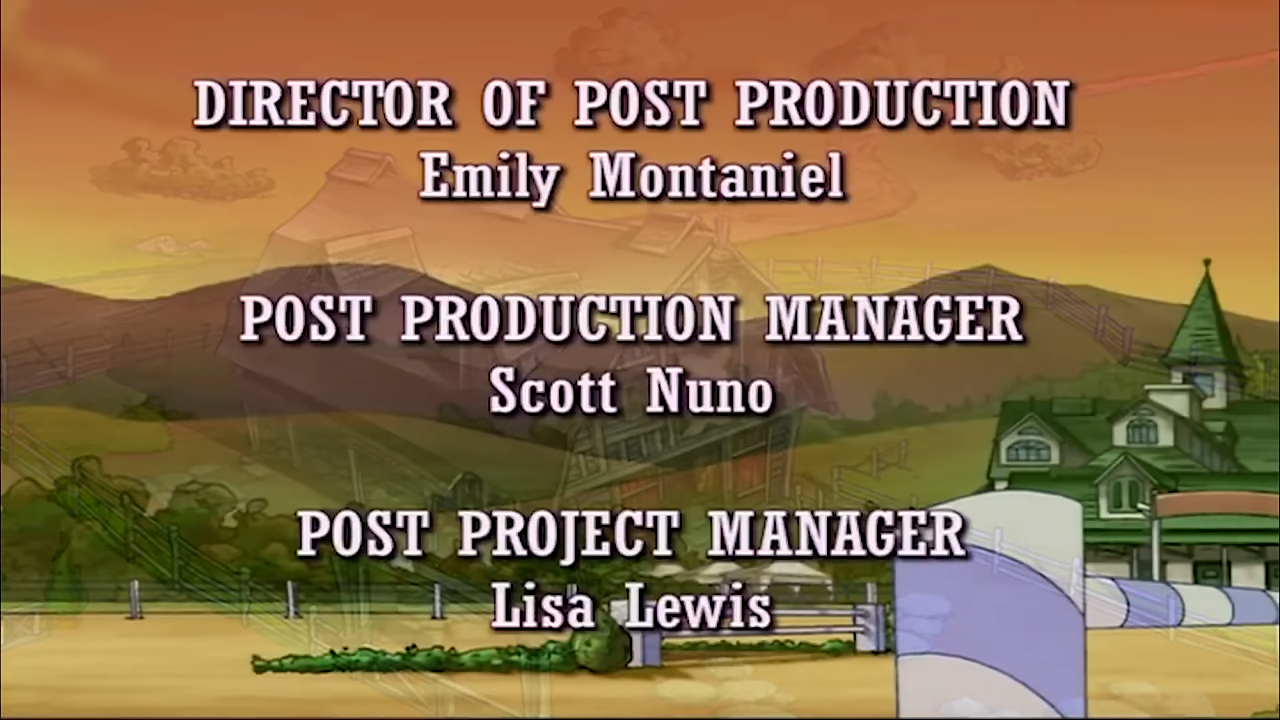 DIRECTOR OF POST PRODUCTION
Emily Montaniel
POST PRODUCTION MANAGER
Scott Nuno
POST PROJECT MANAGER
Lisa Lewis